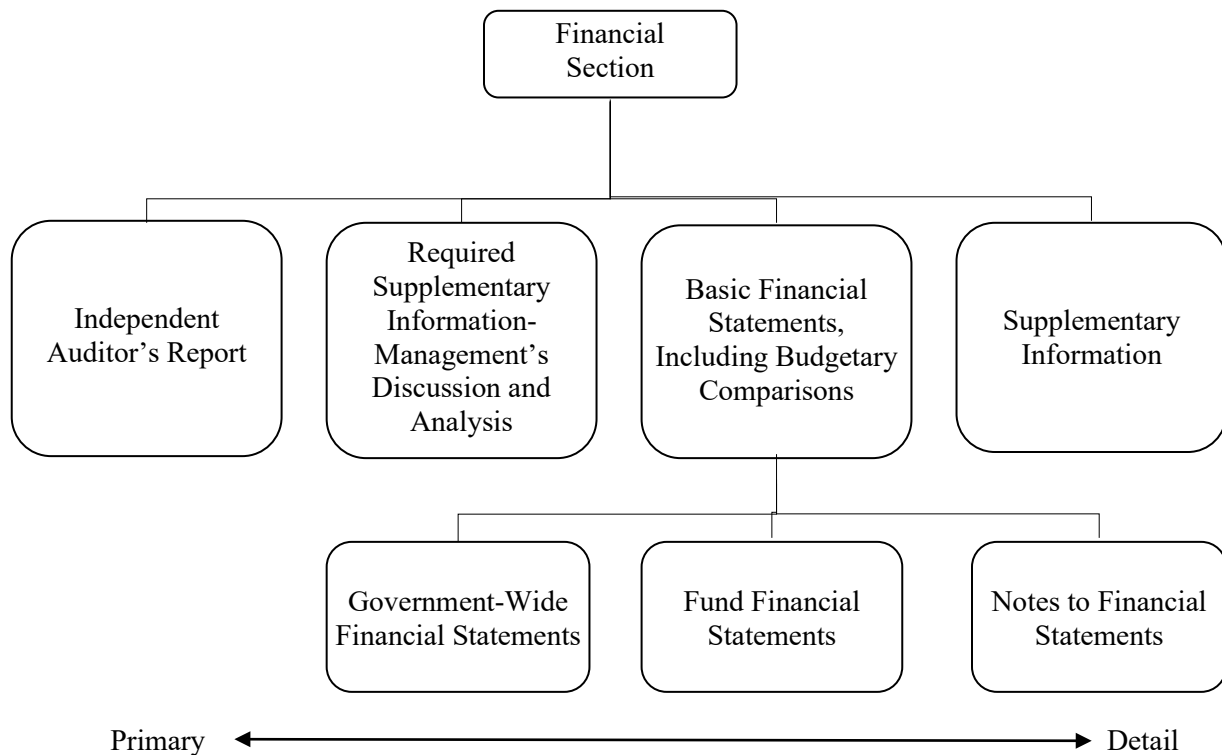 Financial
Section
Independent
Auditor’s Report
Required
Supplementary
Information-
Management’s
Discussion and
Analysis
Basic Financial
Statements,
Including Budgetary
Comparisons
Supplementary
Information
Government-Wide
Financial Statements
Fund Financial
Statements
Notes to Financial
Statements
Primary
Detail